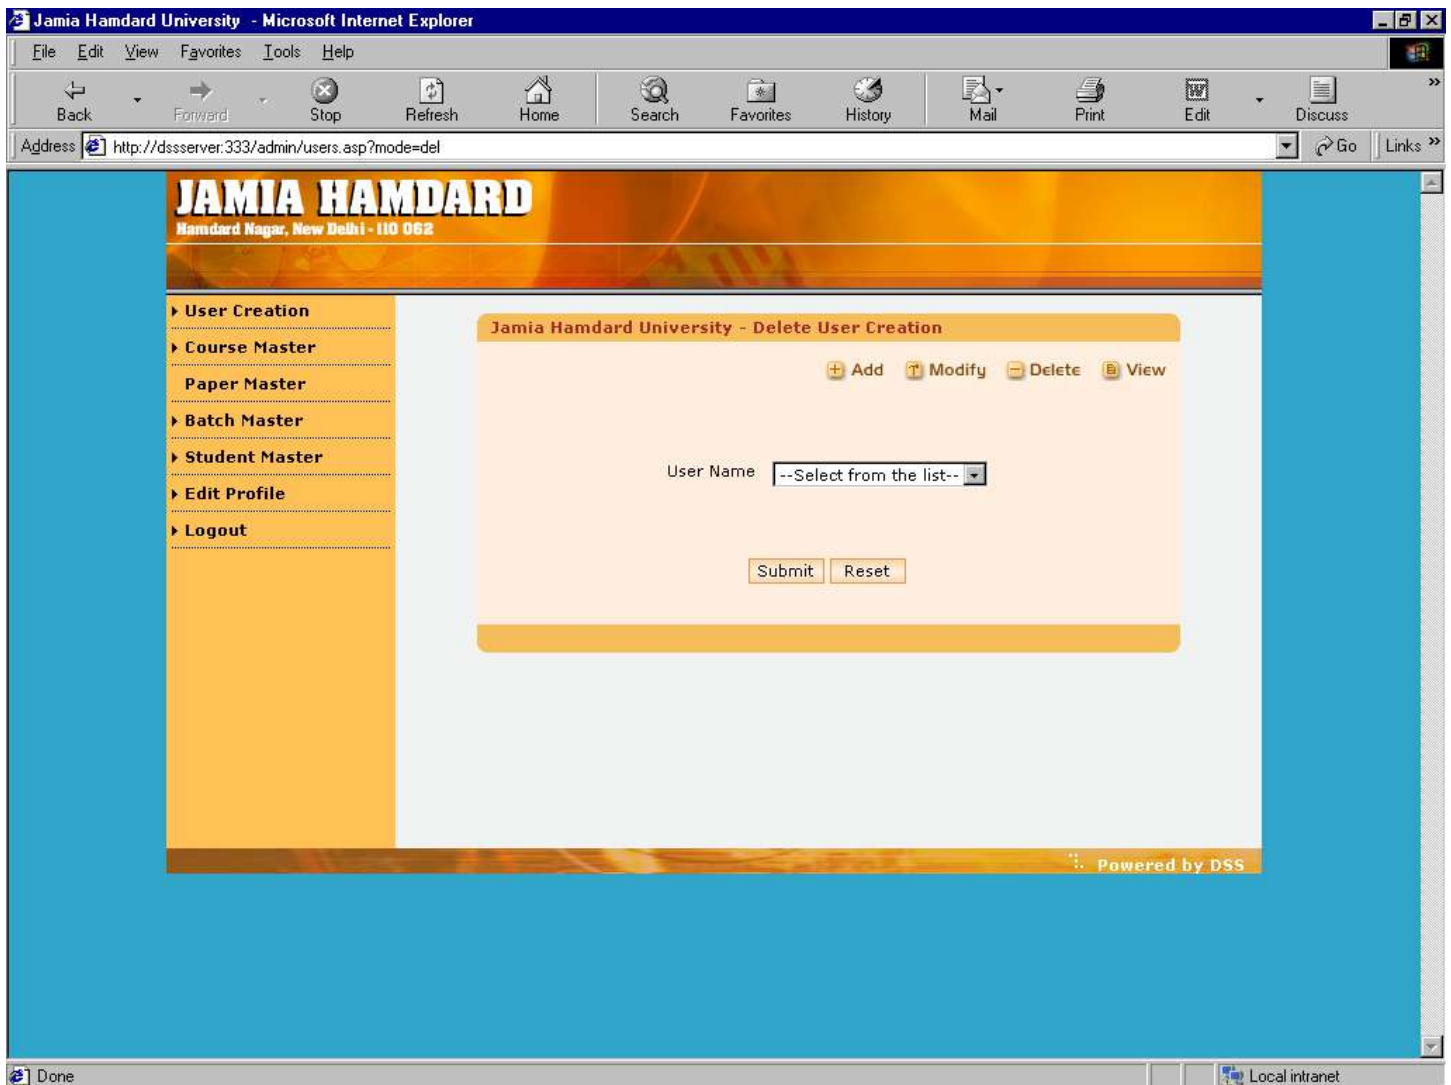 Jamia Hamdard University - Microsoft Internet Explorer
File Edit View Favorites Tools Help
Back Forward Stop Refresh Home Search Favorites History Mail Print Edit Discuss »
Address http://dssserver:333/admin/users.asp?mode=del Go Links »
JAMIA HAMDARD
Hamdard Nagar, New Delhi - 110 062
User Creation
Course Master
Paper Master
Batch Master
Student Master
Edit Profile
Logout
Jamia Hamdard University - Delete User Creation
Add Modify Delete View
User Name --Select from the list--
Submit Reset
Powered by DSS
Done Local intranet